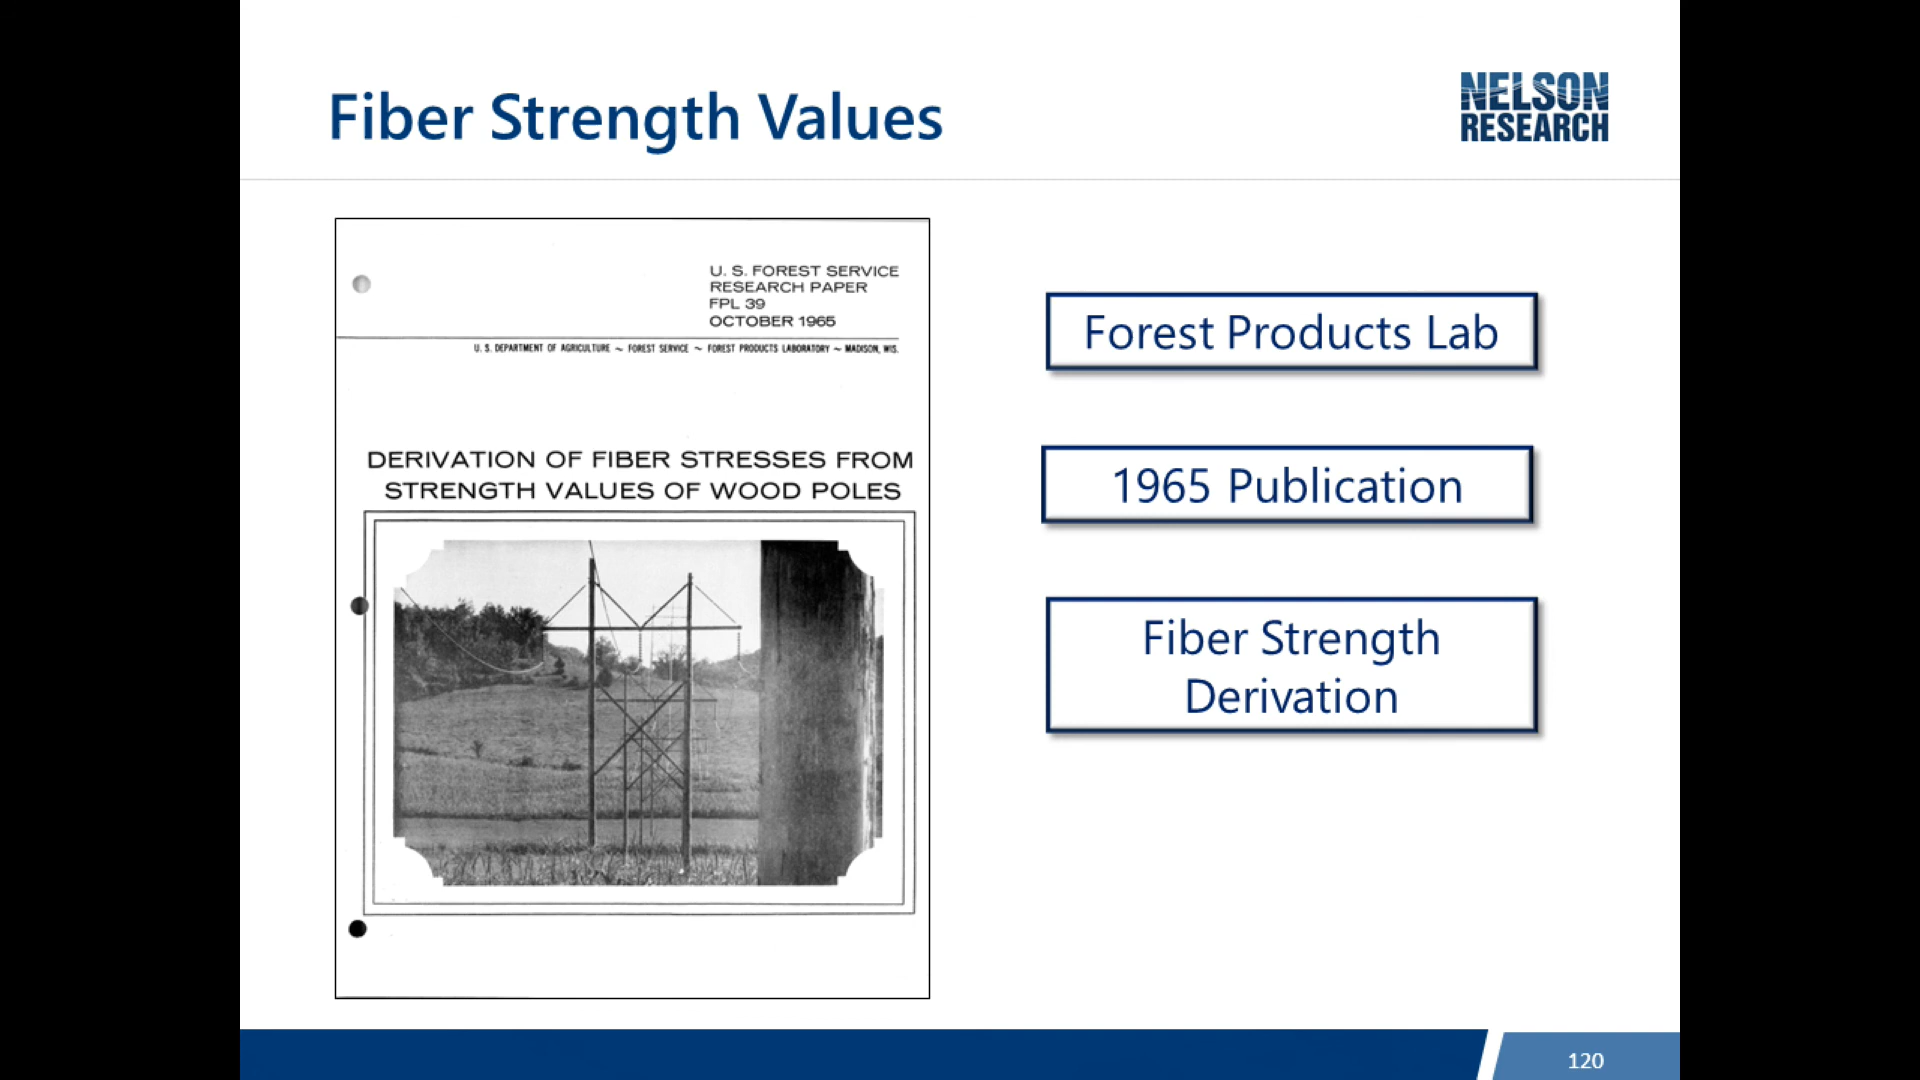 Fiber Strength Values
NELSON
RESEARCH
U. S. FOREST SERVICE
RESEARCH PAPER
FPL 39
OCTOBER 1965
U. S. DEPARTMENT OF AGRICULTURE ~ FOREST SERVICE ~ FOREST PRODUCTS LABORATORY ~ MADISON, WIS.
DERIVATION OF FIBER STRESSES FROM
STRENGTH VALUES OF WOOD POLES
Forest Products Lab
1965 Publication
Fiber Strength
Derivation
120